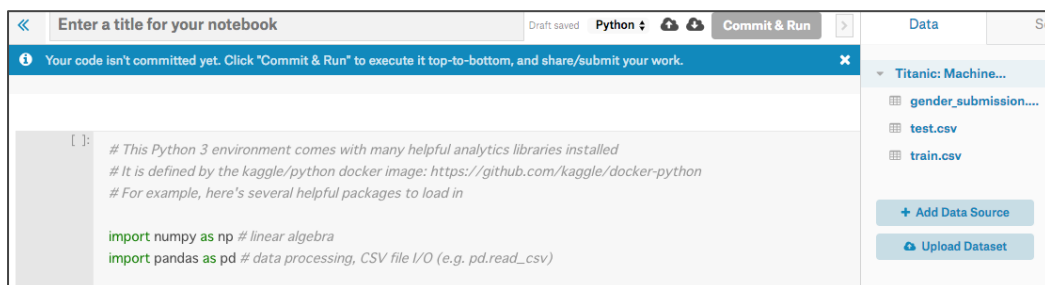 « Enter a title for your notebook Draft saved Python Commit & Run > Data S
Your code isn't committed yet. Click "Commit & Run" to execute it top-to-bottom, and share/submit your work. ×
Titanic: Machine...
gender_submission....
test.csv
train.csv
+ Add Data Source
Upload Dataset
[ ]:
# This Python 3 environment comes with many helpful analytics libraries installed
# It is defined by the kaggle/python docker image: https://github.com/kaggle/docker-python
# For example, here's several helpful packages to load in
import numpy as np # linear algebra
import pandas as pd # data processing, CSV file I/O (e.g. pd.read_csv)